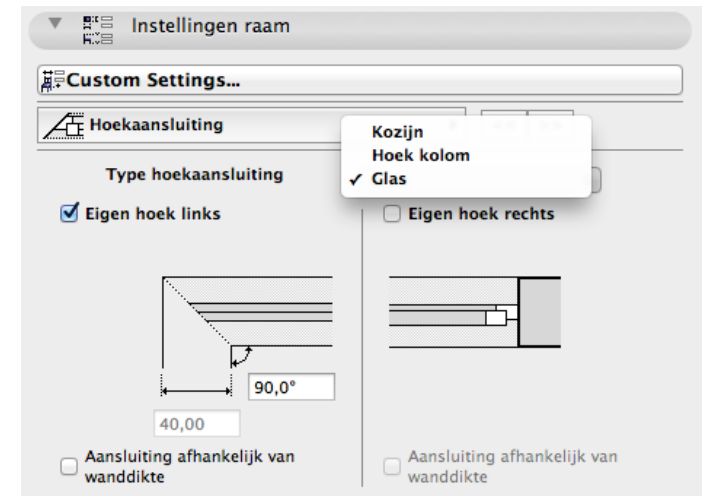 Instellingen raam
Custom Settings...
Hoekaansluiting
Kozijn
Hoek kolom
Type hoekaansluiting
Glas
Eigen hoek links
Eigen hoek rechts
90,0°
40,00
Aansluiting afhankelijk van
wanddikte
Aansluiting afhankelijk van
wanddikte